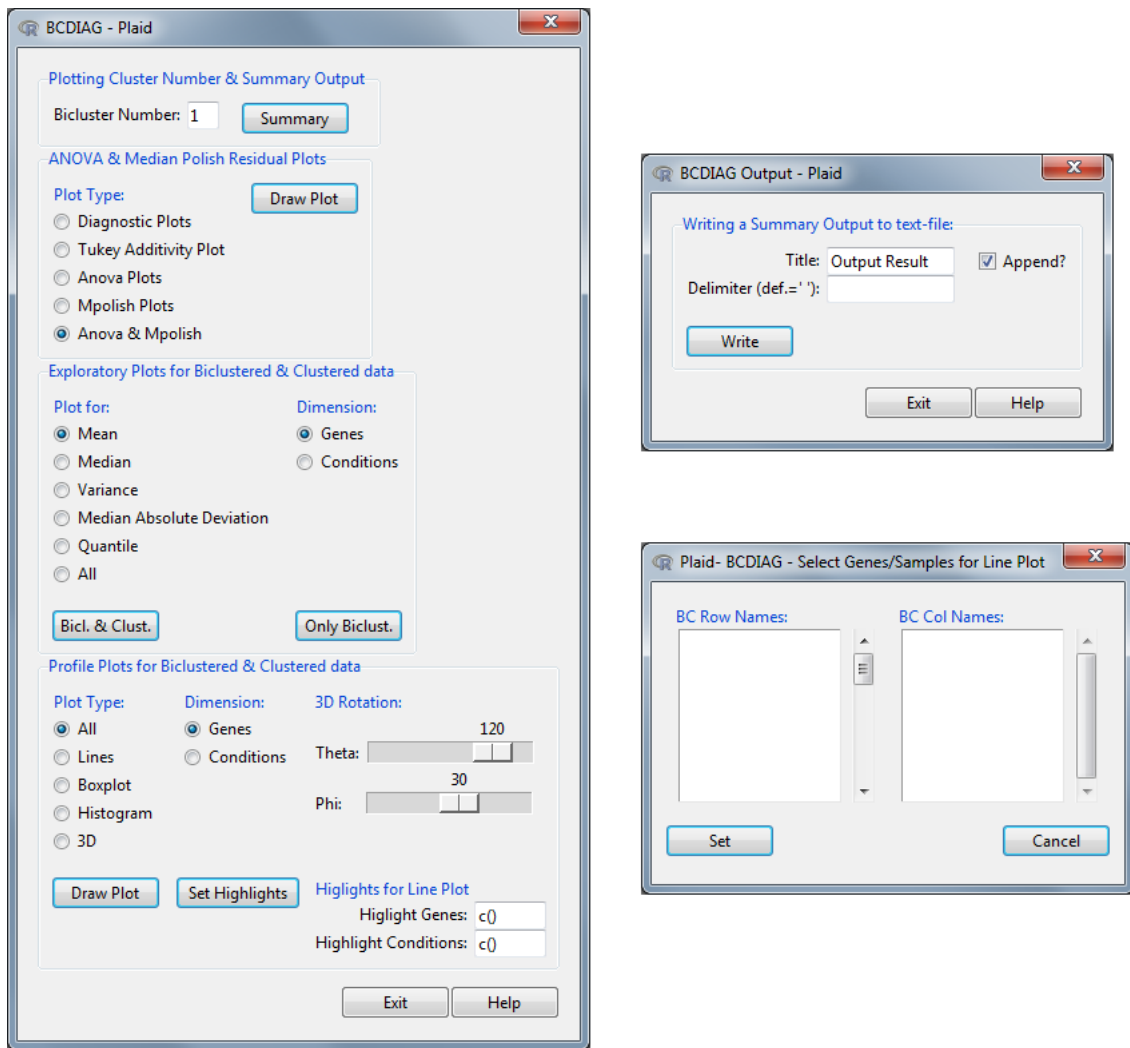 BCDIAG - Plaid
Plotting Cluster Number & Summary Output
Bicluster Number: 1 Summary
ANOVA & Median Polish Residual Plots
Plot Type: Draw Plot
Diagnostic Plots
Tukey Additivity Plot
Anova Plots
Mpolish Plots
Anova & Mpolish
Exploratory Plots for Biclustered & Clustered data
Plot for: Dimension:
Mean Genes
Median Conditions
Variance
Median Absolute Deviation
Quantile
All
Bicl. & Clust. Only Biclust.
Profile Plots for Biclustered & Clustered data
Plot Type: Dimension: 3D Rotation:
All Genes 120
Lines Conditions Theta:
Boxplot 30
Histogram Phi:
3D
Draw Plot Set Highlights Higlights for Line Plot
Higlight Genes: c()
Highlight Conditions: c()
Exit Help
BCDIAG Output - Plaid
Writing a Summary Output to text-file:
Title: Output Result Append?
Delimiter (def.=' '):
Write
Exit Help
Plaid- BCDIAG - Select Genes/Samples for Line Plot
BC Row Names: BC Col Names:
Set Cancel